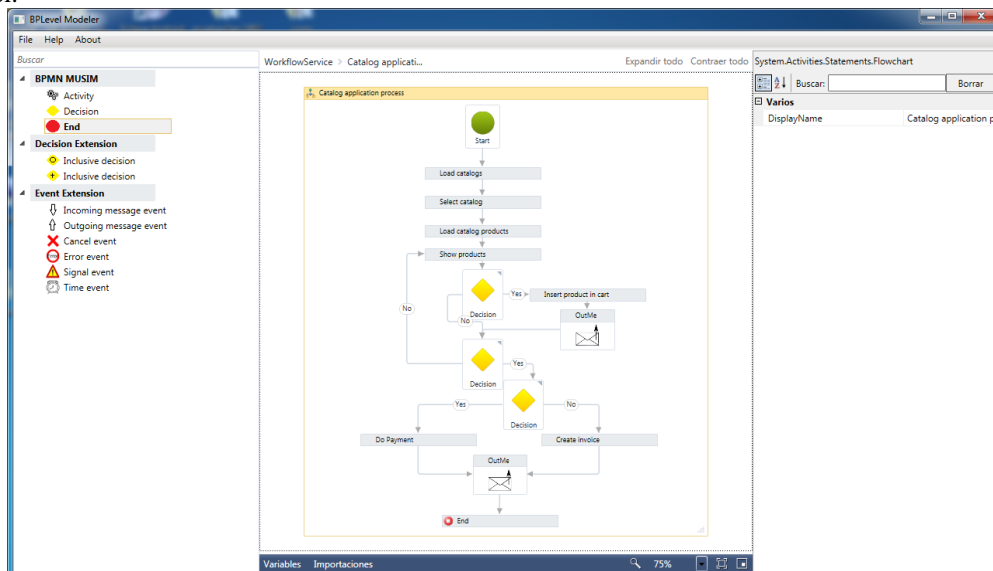 or.
BPLevel Modeler
File Help About
Buscar
BPMN MUSIM
Activity
Decision
End
Decision Extension
Inclusive decision
Inclusive decision
Event Extension
Incoming message event
Outgoing message event
Cancel event
Error event
Signal event
Time event
WorkflowService > Catalog applicati...
Expandir todo Contraer todo
Catalog application process
Start
Load catalogs
Select catalog
Load catalog products
Show products
Decision
Yes
Insert product in cart
No
No
OutMe
Decision
Yes
Decision
Yes
No
Do Payment
Create invoice
OutMe
End
Variables Importaciones
75%
System.Activities.Statements.Flowchart
Buscar:
Borrar
Varios
DisplayName
Catalog application p